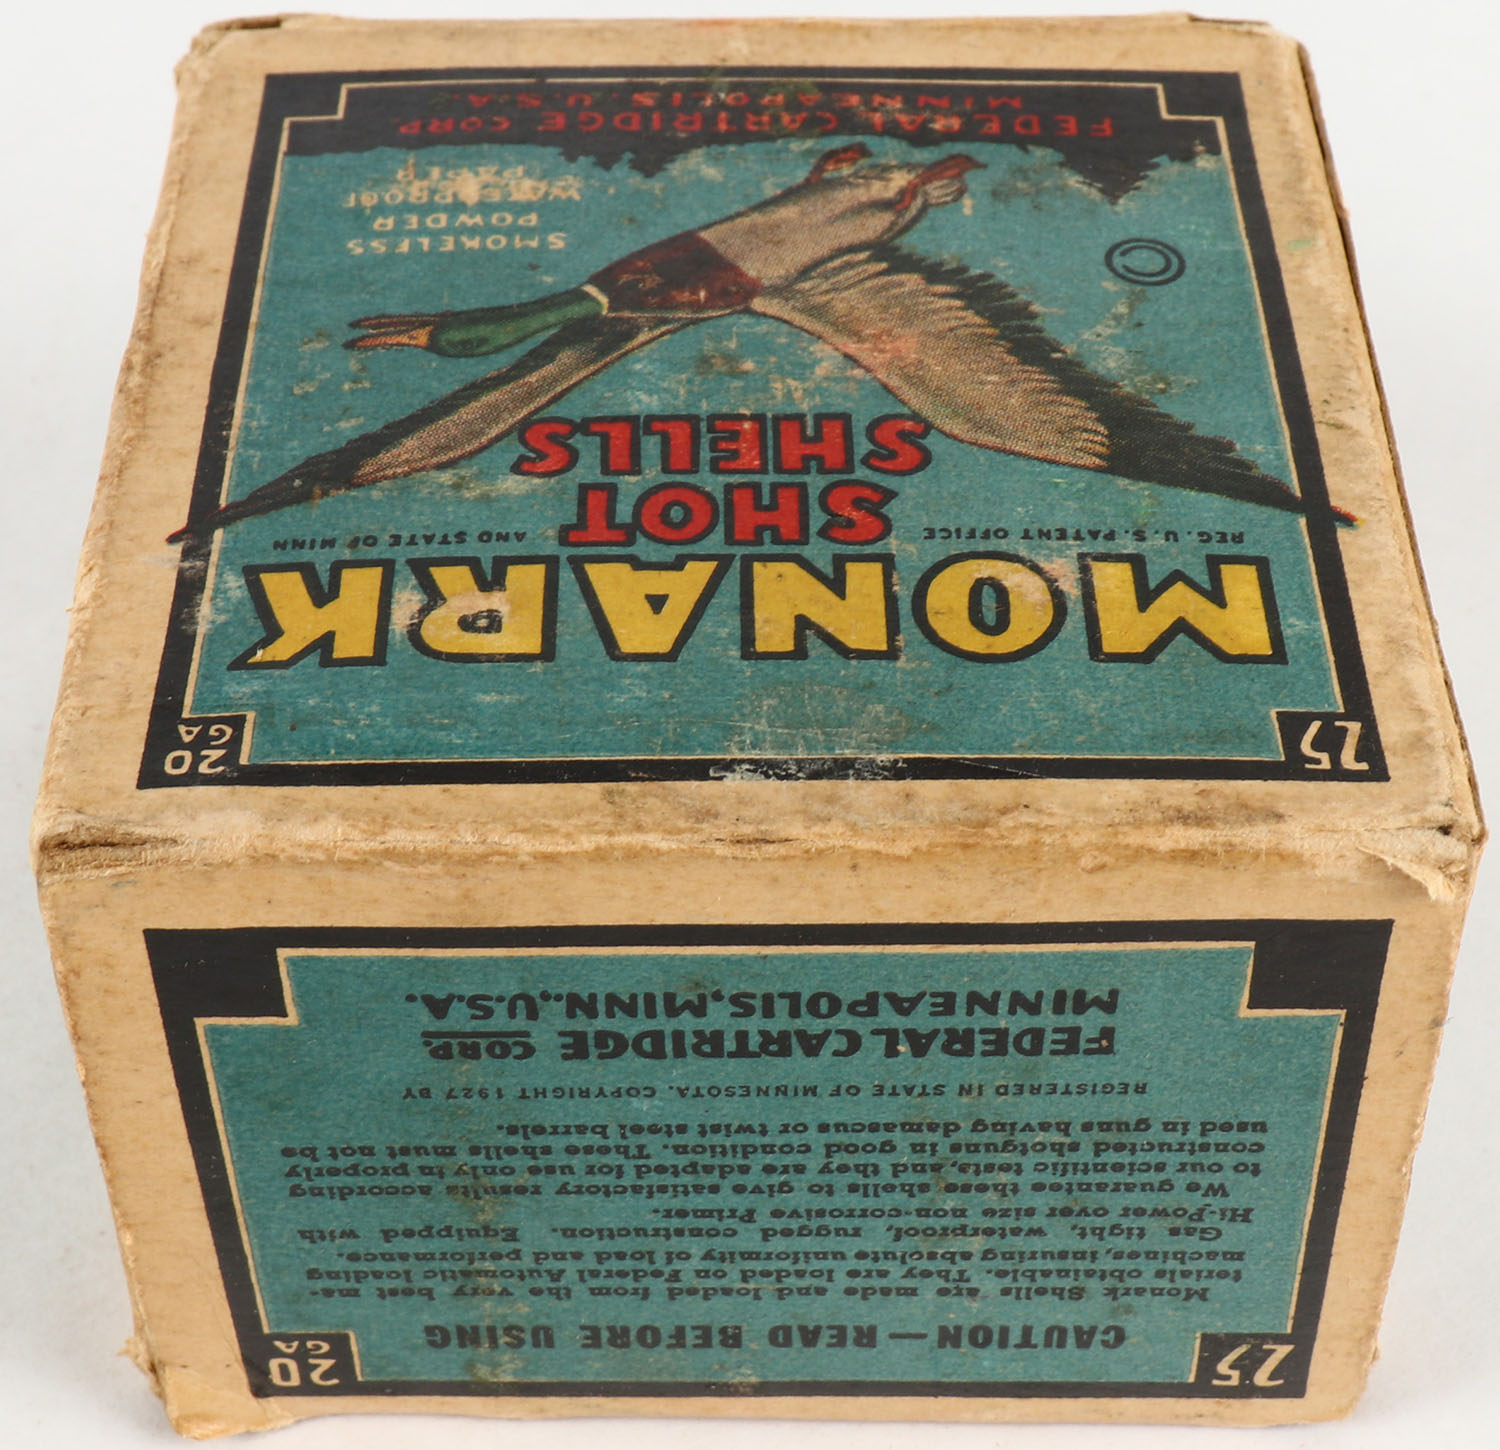 25
20
GA
MONARK
REG. U. S. PATENT OFFICE
AND STATE OF MINN
SHOT
SHELLS
©
SMOKELESS
POWDER
WATERPROOF
PAPER
FEDERAL CARTRIDGE CORP.
MINNEAPOLIS, U.S.A.
25
20
GA
CAUTION—READ BEFORE USING
Monark Shells are made and loaded from the very best ma-
terials obtainable. They are loaded on Federal Automatic loading
machines, insuring absolute uniformity of load and performance.
Gas tight, waterproof, rugged construction. Equipped with
Hi-Power over size non-corrosive Primer.
We guarantee these shells to give satisfactory results according
to our scientific tests, and they are adapted for use only in properly
constructed shotguns in good condition. These shells must not be
used in guns having damascus or twist steel barrels.
REGISTERED IN STATE OF MINNESOTA. COPYRIGHT 1927 BY
FEDERAL CARTRIDGE CORP.
MINNEAPOLIS, MINN., U.S.A.